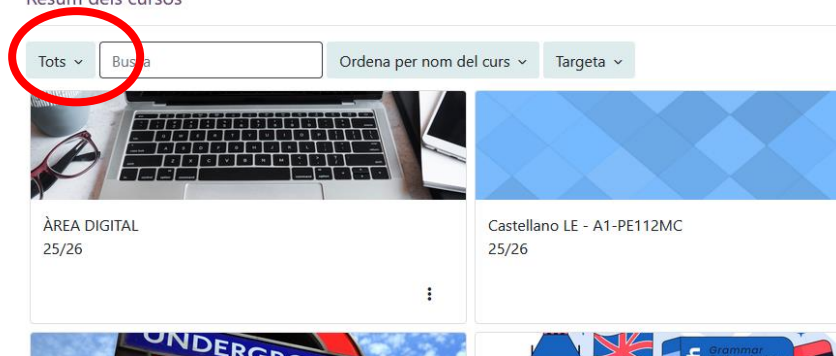 Resum dels cursos
Tots
Busca
Ordena per nom del curs
Targeta
ÀREA DIGITAL
25/26
Castellano LE - A1-PE112MC
25/26
Grammar